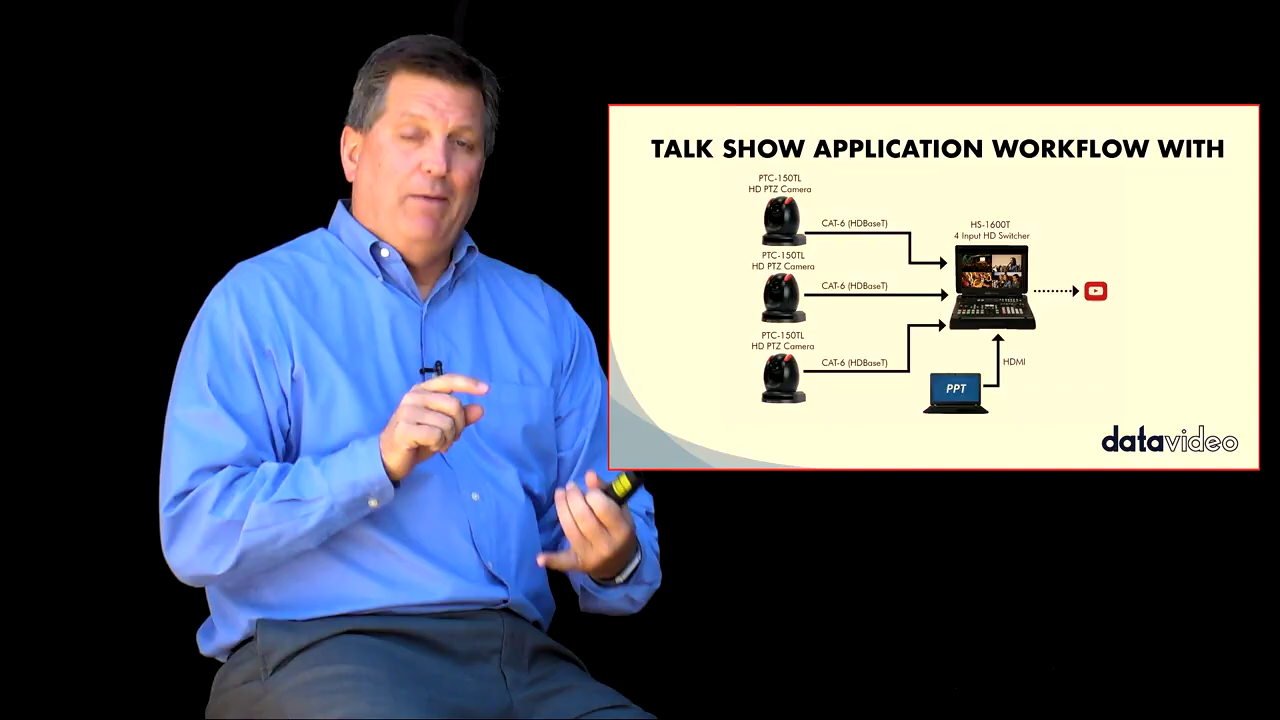 TALK SHOW APPLICATION WORKFLOW WITH
PTC-150TL
HD PTZ Camera
CAT-6 (HDBaseT)
HS-1600T
4 Input HD Switcher
PTC-150TL
HD PTZ Camera
CAT-6 (HDBaseT)
PTC-150TL
HD PTZ Camera
CAT-6 (HDBaseT)
HDMI
PPT
datavideo